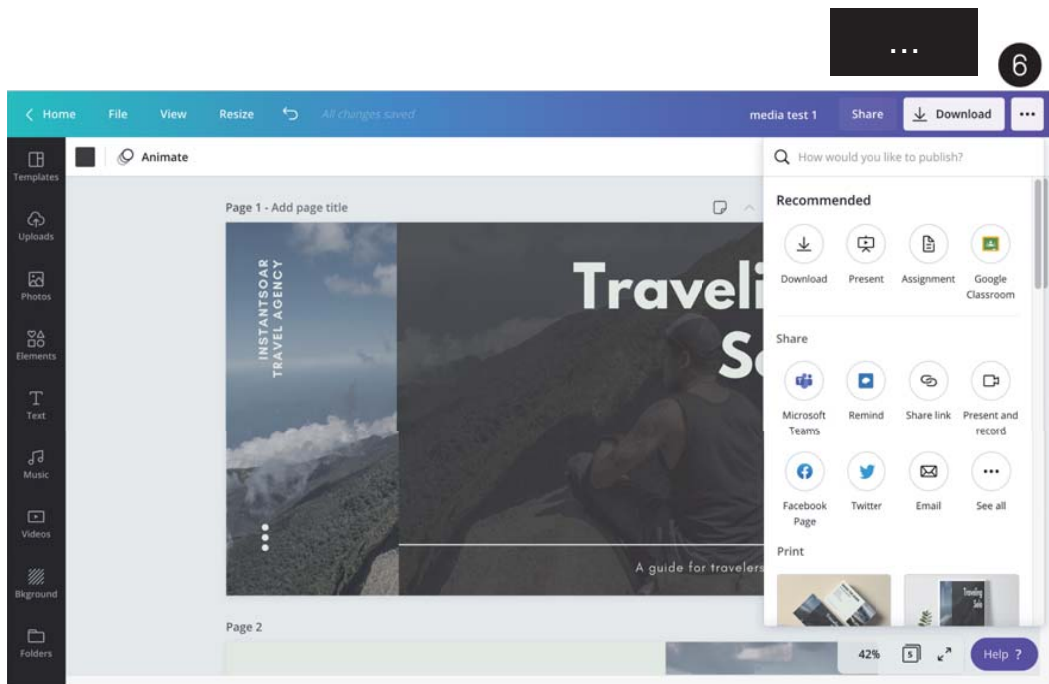 ...
6
Home File View Resize All changes saved media test 1 Share Download ...
Templates
Uploads
Photos
Elements
Text
Music
Videos
Bkground
Folders
Animate
Page 1 - Add page title
INSTANTSOAR
TRAVEL AGENCY
Traveli
A guide for travelers
Page 2
How would you like to publish?
Recommended
Download Present Assignment Google
Classroom
Share
Microsoft Remind Share link Present and
Teams record
Facebook Twitter Email See all
Page
Print
Traveling
Solo
42% 5 Help ?